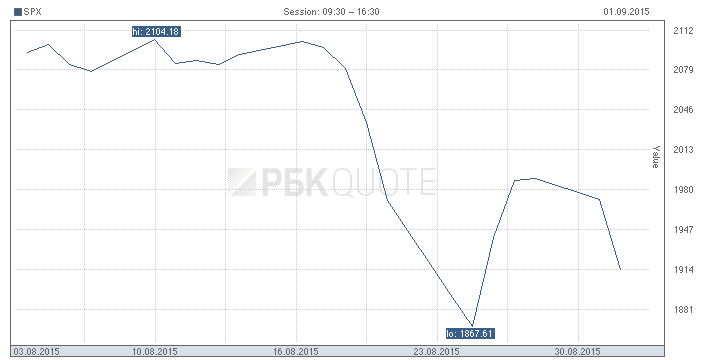 SPX Session: 09:30 – 16:30 01.09.2015
hi: 2104.18
2112
2079
2046
2013
1980
1947
1914
1881
Value
РБК QUOTE
lo: 1867.61
03.08.2015 10.08.2015 16.08.2015 23.08.2015 30.08.2015